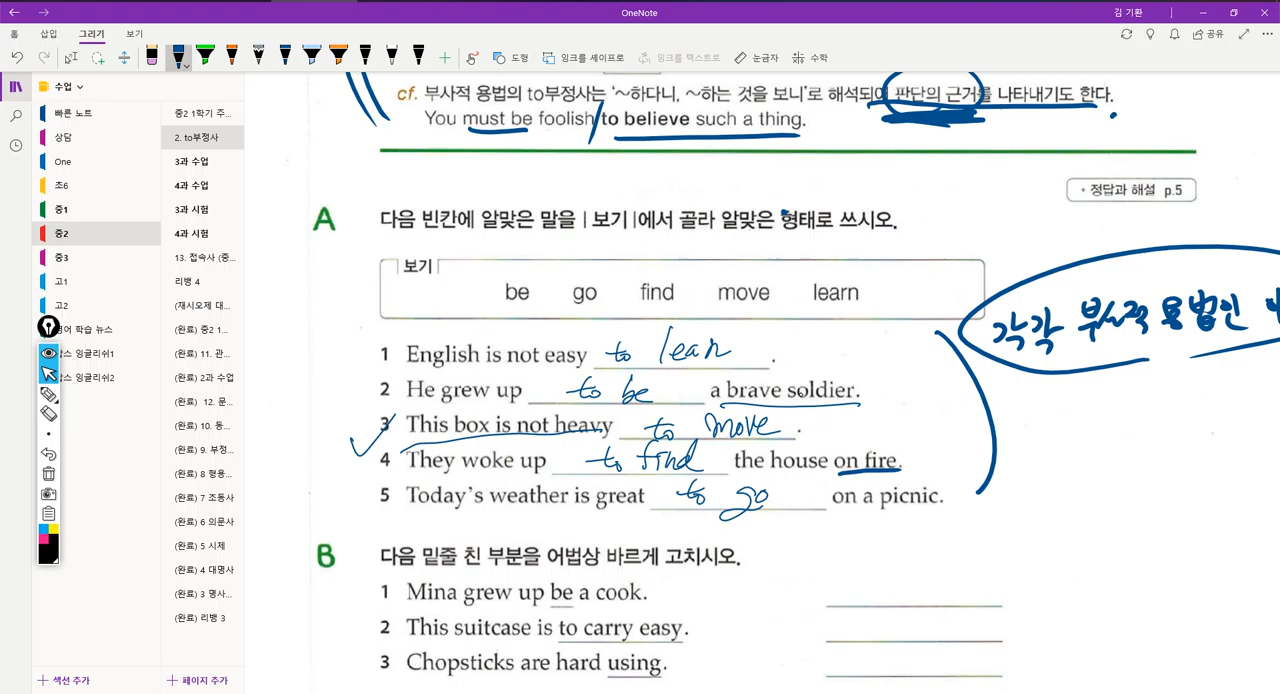 OneNote
김 기환
홈 삽입 그리기 보기
도형 잉크를 셰이프로 잉크를 텍스트로 눈금자 수학 공유
수업
빠른 노트
상담
One
초6
중1
중2
중3
고1
고2
어 학습 뉴스
스 잉글리쉬1
스 잉글리쉬2
섹션 추가
중2 1학기 주...
2. to부정사
3과 수업
4과 수업
3과 시험
4과 시험
13. 접속사 (중...
리뱅 4
(재시오제 대...
(완료) 중2 1...
(완료) 11. 관...
(완료) 2과 수업
(완료) 12. 문...
(완료) 10. 동...
(완료) 9. 부정...
(완료) 8 형용...
(완료) 7 조동사
(완료) 6 의문사
(완료) 5 시제
(완료) 4 대명사
(완료) 3 명사...
(완료) 리뱅 3
페이지 추가
cf. 부사적 용법의 to부정사는 '~하다니, ~하는 것을 보니'로 해석되어 판단의 근거를 나타내기도 한다.
You must be foolish/to believe such a thing.
• 정답과 해설 p.5
A 다음 빈칸에 알맞은 말을 |보기|에서 골라 알맞은 형태로 쓰시오.
|보기|
be go find move learn
각각 부사적 용법인
1 English is not easy to lean .
2 He grew up to be a brave soldier.
3 This box is not heavy to move .
4 They woke up to find the house on fire.
5 Today's weather is great to go on a picnic.
B 다음 밑줄 친 부분을 어법상 바르게 고치시오.
1 Mina grew up be a cook.
2 This suitcase is to carry easy.
3 Chopsticks are hard using.